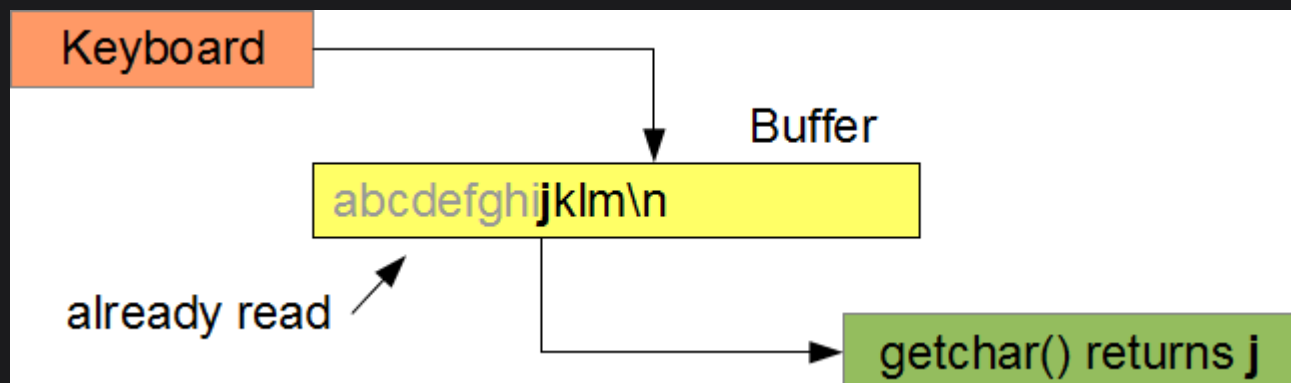 Keyboard
Buffer
abcdefghijklm\n
already read
getchar() returns j